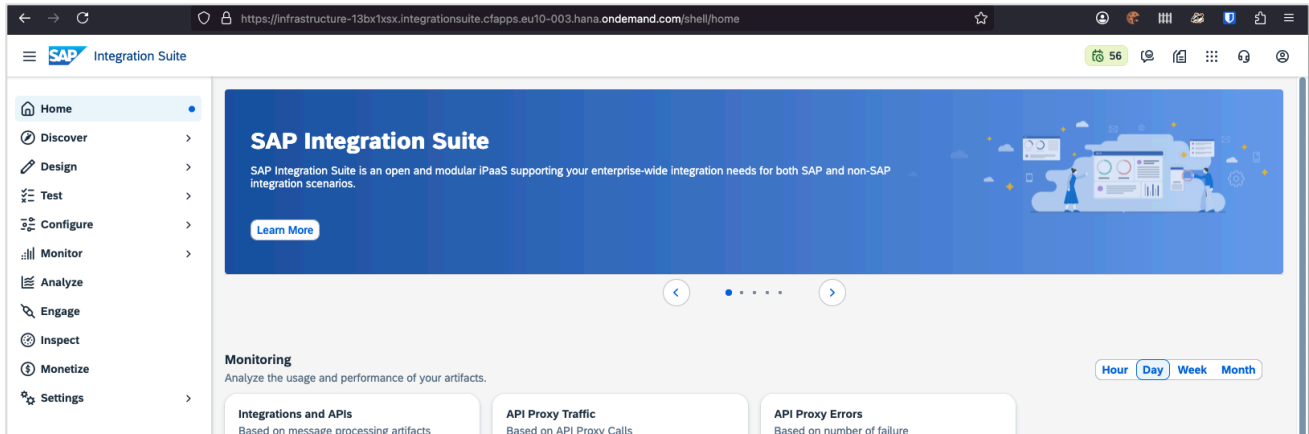 https://infrastructure-13bx1xsx.integrationsuite.cfapps.eu10-003.hana.ondemand.com/shell/home
SAP Integration Suite
56
Home
Discover
Design
Test
Configure
Monitor
Analyze
Engage
Inspect
Monetize
Settings
SAP Integration Suite
SAP Integration Suite is an open and modular iPaaS supporting your enterprise-wide integration needs for both SAP and non-SAP
integration scenarios.
Learn More
Monitoring
Analyze the usage and performance of your artifacts.
Hour Day Week Month
Integrations and APIs
Based on message processing artifacts
API Proxy Traffic
Based on API Proxy Calls
API Proxy Errors
Based on number of failure